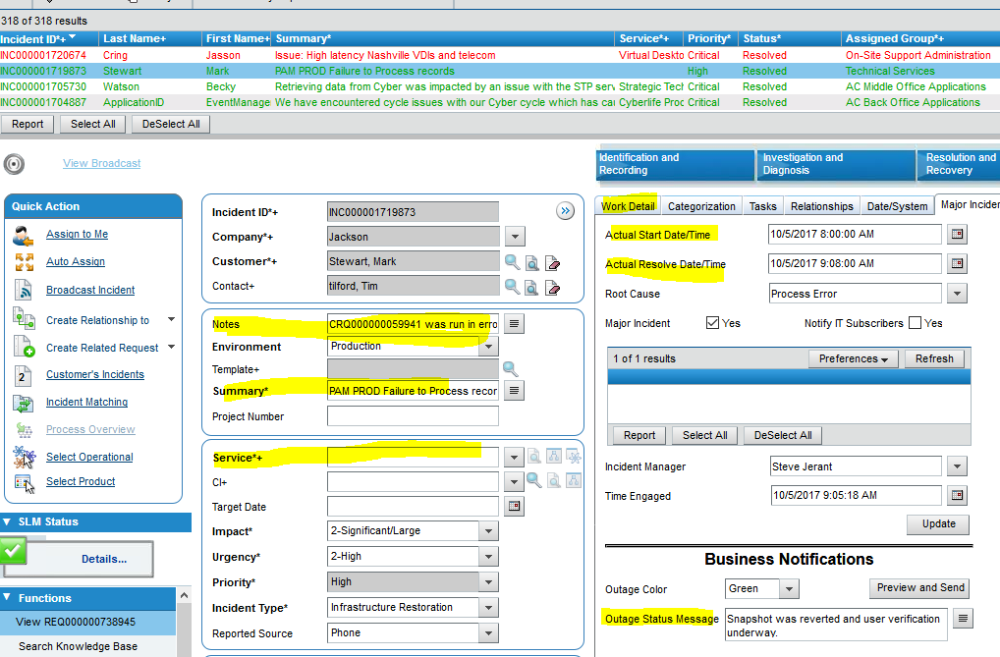 318 of 318 results
Incident ID*+ Last Name+ First Name+ Summary* Service*+ Priority* Status* Assigned Group*+
INC000001720674 Cring Jasson Issue: High latency Nashville VDIs and telecom Virtual Deskto Critical Resolved On-Site Support Administration
INC000001719873 Stewart Mark PAM PROD Failure to Process records High Resolved Technical Services
INC000001705730 Watson Becky Retrieving data from Cyber was impacted by an issue with the STP serv Strategic Tech Critical Resolved AC Middle Office Applications
INC000001704887 ApplicationID EventManage We have encountered cycle issues with our Cyber cycle which has cau Cyberlife Proc Critical Resolved AC Back Office Applications
Report Select All DeSelect All
View Broadcast
Identification and Recording
Investigation and Diagnosis
Resolution and Recovery
Quick Action
Assign to Me
Auto Assign
Broadcast Incident
Create Relationship to
Create Related Request
Customer's Incidents
2
Incident Matching
Process Overview
Select Operational
Select Product
SLM Status
Details...
Functions
View REQ000000738945
Search Knowledge Base
Incident ID*+ INC000001719873
Company*+ Jackson
Customer*+ Stewart, Mark
Contact+ tilford, Tim
Notes CRQ000000059941 was run in erro
Environment Production
Template+
Summary* PAM PROD Failure to Process recor
Project Number
Service*+
CI+
Target Date
Impact* 2-Significant/Large
Urgency* 2-High
Priority* High
Incident Type* Infrastructure Restoration
Reported Source Phone
Work Detail Categorization Tasks Relationships Date/System Major Inciden
Actual Start Date/Time 10/5/2017 8:00:00 AM
Actual Resolve Date/Time 10/5/2017 9:08:00 AM
Root Cause Process Error
Major Incident Yes Notify IT Subscribers Yes
1 of 1 results Preferences Refresh
Report Select All DeSelect All
Incident Manager Steve Jerant
Time Engaged 10/5/2017 9:05:18 AM
Update
Business Notifications
Outage Color Green Preview and Send
Outage Status Message Snapshot was reverted and user verification
underway.